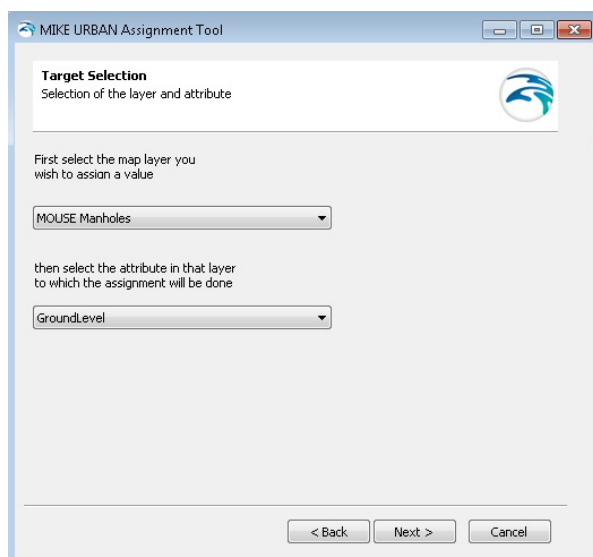 MIKE URBAN Assignment Tool
Target Selection
Selection of the layer and attribute
First select the map layer you
wish to assign a value
MOUSE Manholes
then select the attribute in that layer
to which the assignment will be done
GroundLevel
< Back
Next >
Cancel